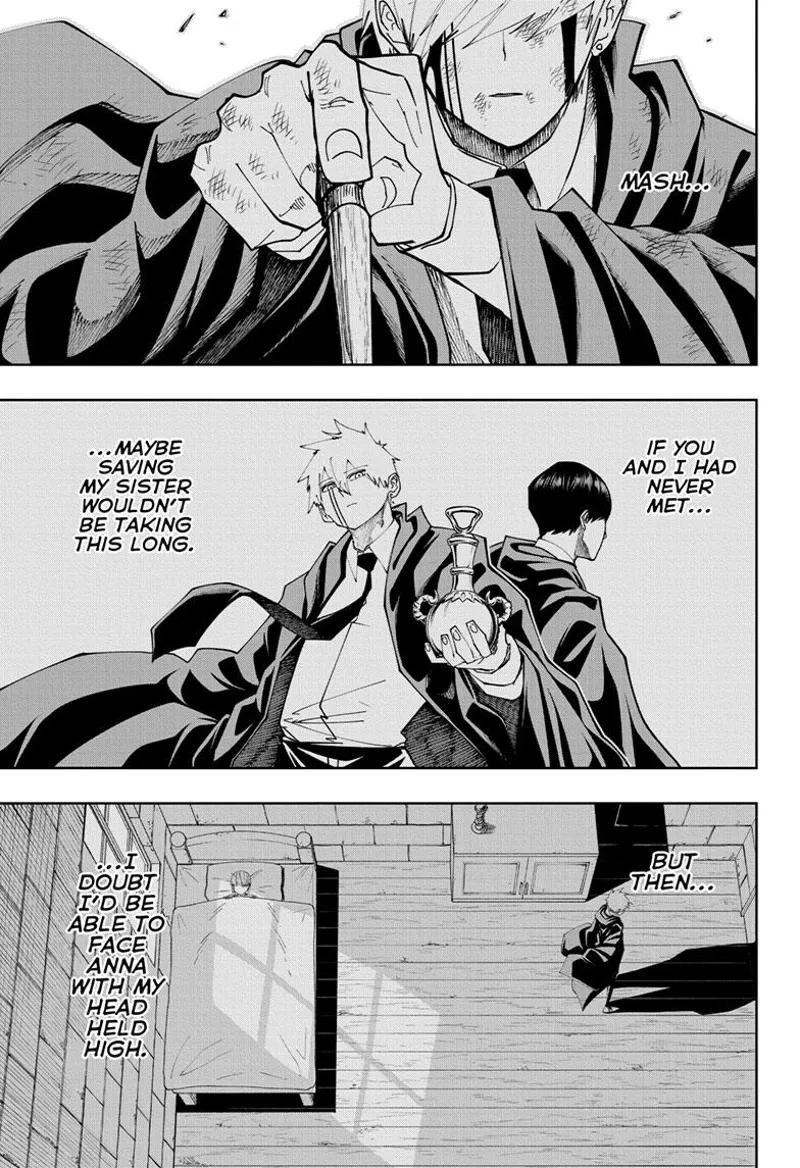 MASH...
IF YOU
AND I HAD
NEVER
MET...
...MAYBE
SAVING
MY SISTER
WOULDN'T
BE TAKING
THIS LONG.
BUT
THEN...
...I
DOUBT
I'D BE
ABLE TO
FACE
ANNA
WITH MY
HEAD
HELD
HIGH.